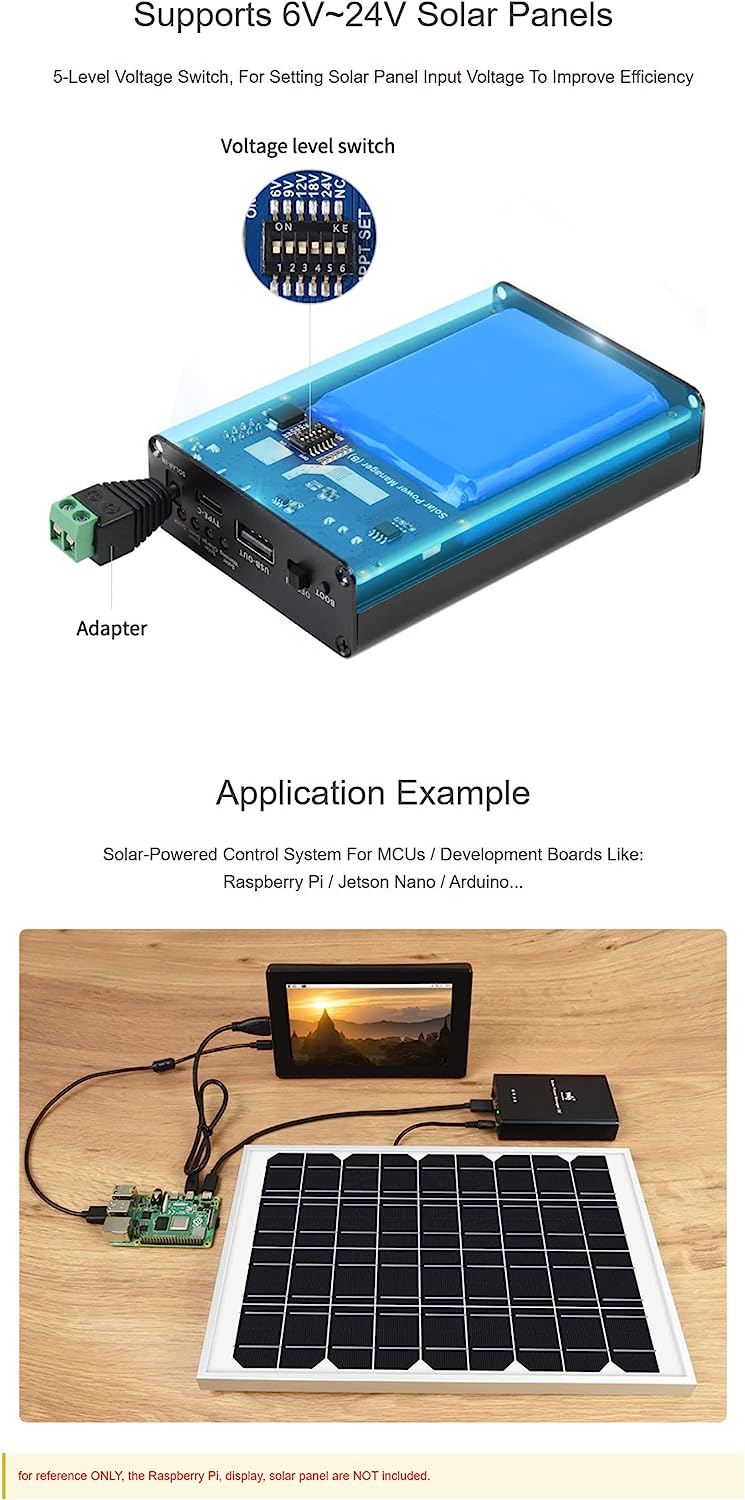 Supports 6V~24V Solar Panels
5-Level Voltage Switch, For Setting Solar Panel Input Voltage To Improve Efficiency
Voltage level switch
6V 9V 12V 18V 24V NC
ON KE
1 2 3 4 5 6
MPPT SET
Solar Power Manager (B)
SOLAR IN
TYPE-C
USB-OUT
BOOT
Adapter
Application Example
Solar-Powered Control System For MCUs / Development Boards Like:
Raspberry Pi / Jetson Nano / Arduino...
for reference ONLY, the Raspberry Pi, display, solar panel are NOT included.